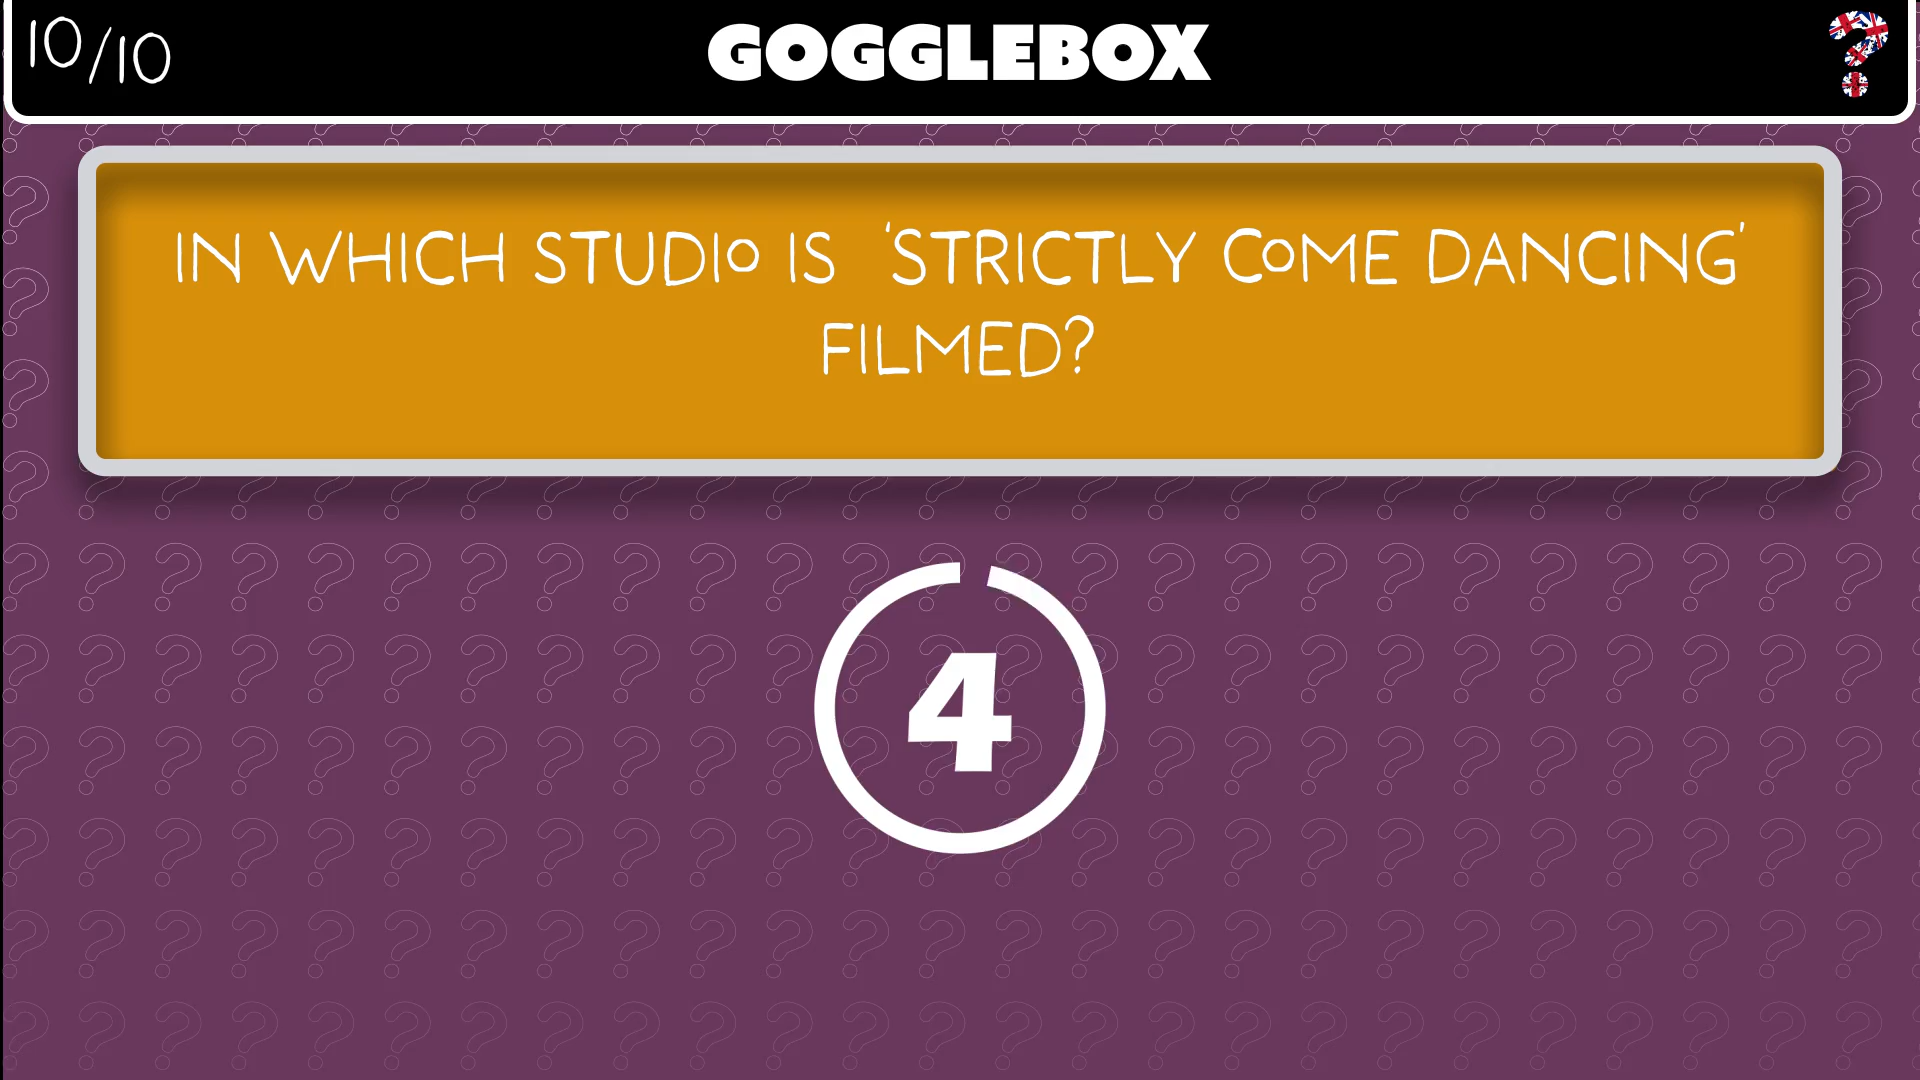 10/10
GOGGLEBOX
IN WHICH STUDIO IS 'STRICTLY COME DANCING'
FILMED?
4